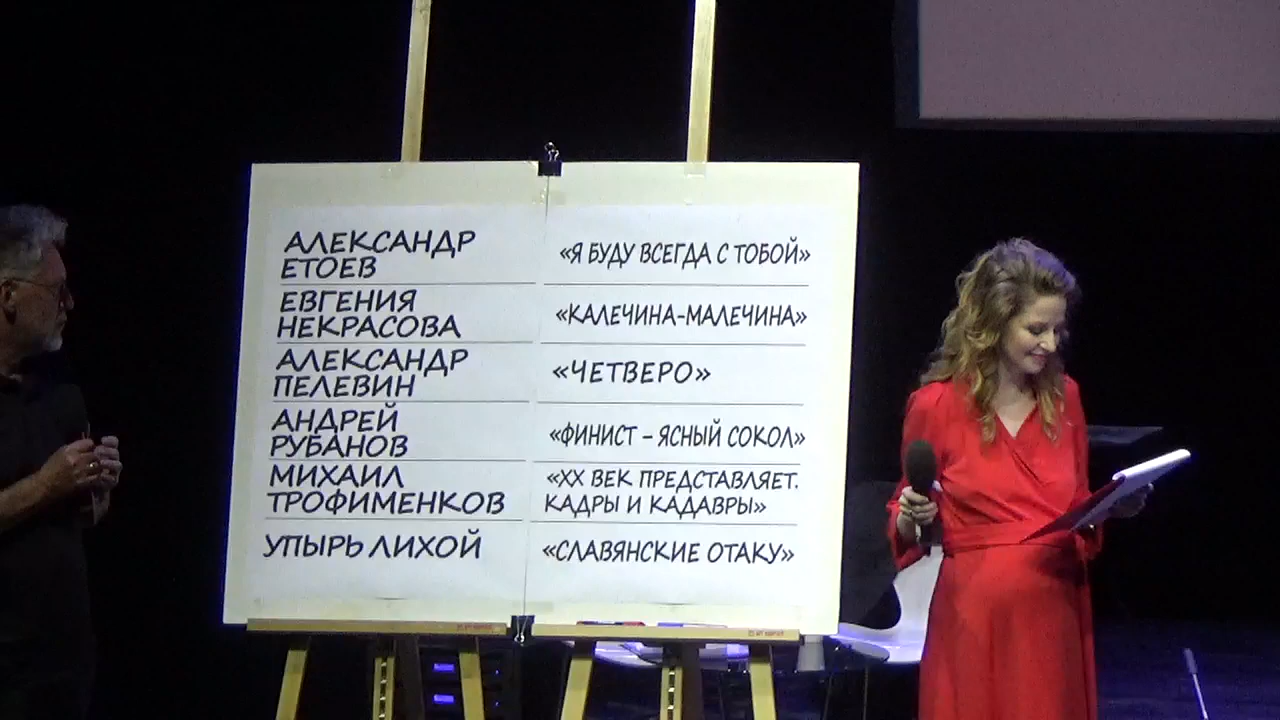 АЛЕКСАНДР
ЕТОЕВ
«Я БУДУ ВСЕГДА С ТОБОЙ»
ЕВГЕНИЯ
НЕКРАСОВА
«КАЛЕЧИНА-МАЛЕЧИНА»
АЛЕКСАНДР
ПЕЛЕВИН
«ЧЕТВЕРО»
АНДРЕЙ
РУБАНОВ
«ФИНИСТ – ЯСНЫЙ СОКОЛ»
МИХАИЛ
ТРОФИМЕНКОВ
«XX ВЕК ПРЕДСТАВЛЯЕТ.
КАДРЫ И КАДАВРЫ»
УПЫРЬ ЛИХОЙ
«СЛАВЯНСКИЕ ОТАКУ»